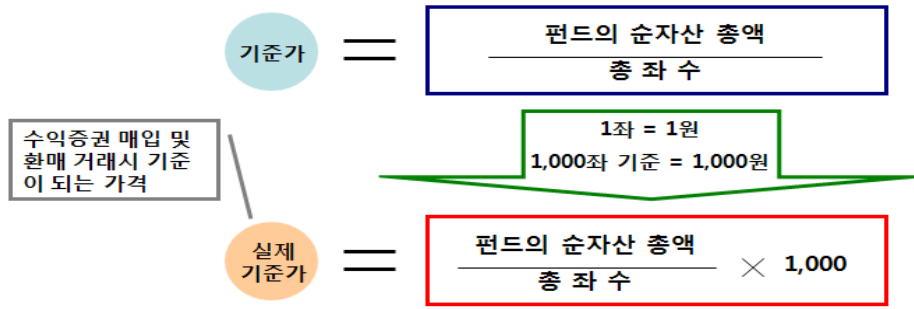 기준가
펀드의 순자산 총액
총 좌 수
수익증권 매입 및
환매 거래시 기준
이 되는 가격
1좌 = 1원
1,000좌 기준 = 1,000원
실제
기준가
펀드의 순자산 총액
총 좌 수
× 1,000